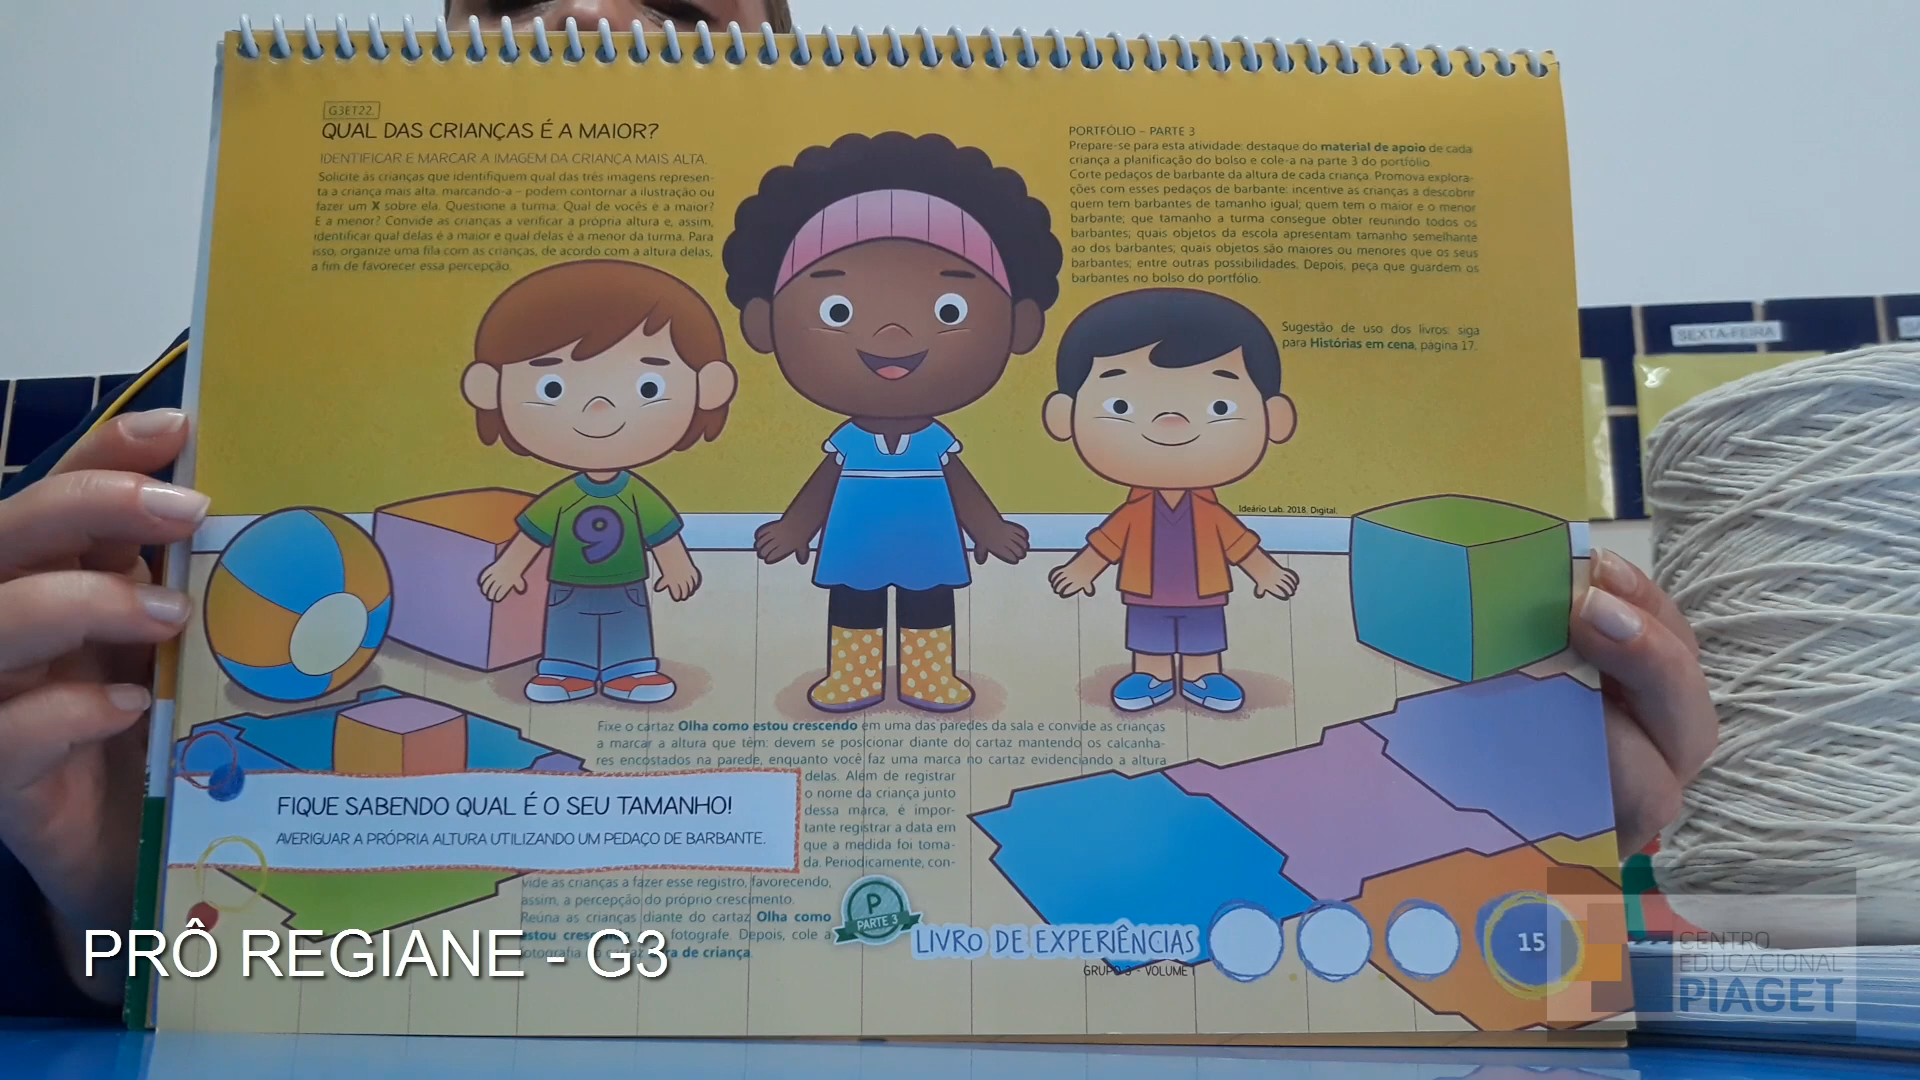 G3ET22.
QUAL DAS CRIANÇAS É A MAIOR?
IDENTIFICAR E MARCAR A IMAGEM DA CRIANÇA MAIS ALTA.
Solicite às crianças que identifiquem qual das três imagens represen-
ta a criança mais alta, marcando-a – podem contornar a ilustração ou
fazer um X sobre ela. Questione a turma: Qual de vocês é a maior?
E a menor? Convide as crianças a verificar a própria altura e, assim,
identificar qual delas é a maior e qual delas é a menor da turma. Para
isso, organize uma fila com as crianças, de acordo com a altura delas,
a fim de favorecer essa percepção.
PORTFÓLIO – PARTE 3
Prepare-se para esta atividade: destaque do material de apoio de cada
criança a planificação do bolso e cole-a na parte 3 do portfólio.
Corte pedaços de barbante da altura de cada criança. Promova explora-
ções com esses pedaços de barbante: incentive as crianças a descobrir
quem tem barbantes de tamanho igual; quem tem o maior e o menor
barbante; que tamanho a turma consegue obter reunindo todos os
barbantes; quais objetos da escola apresentam tamanho semelhante
ao dos barbantes; quais objetos são maiores ou menores que os seus
barbantes; entre outras possibilidades. Depois, peça que guardem os
barbantes no bolso do portfólio.
Sugestão de uso dos livros: siga
para Histórias em cena, página 17.
SEXTA-FEIRA
Ideário Lab. 2018. Digital.
9
Fixe o cartaz Olha como estou crescendo em uma das paredes da sala e convide as crianças
a marcar a altura que têm: devem se posicionar diante do cartaz mantendo os calcanha-
res encostados na parede, enquanto você faz uma marca no cartaz evidenciando a altura
delas. Além de registrar
o nome da criança junto
dessa marca, é impor-
tante registrar a data em
que a medida foi toma-
da. Periodicamente, con-
vide as crianças a fazer esse registro, favorecendo,
assim, a percepção do próprio crescimento.
Reúna as crianças diante do cartaz Olha como
estou fotografe. Depois, cole a
de criança.
FIQUE SABENDO QUAL É O SEU TAMANHO!
AVERIGUAR A PRÓPRIA ALTURA UTILIZANDO UM PEDAÇO DE BARBANTE.
P
PARTE 3
LIVRO DE EXPERIÊNCIAS
GRUPO 3 – VOLUME 1
15
PRÔ REGIANE - G3
CENTRO
EDUCACIONAL
PIAGET